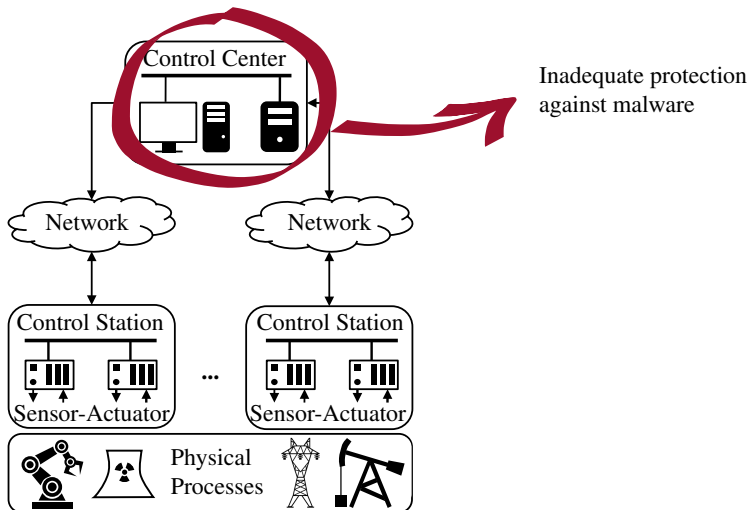 Control Center
Inadequate protection
against malware
Network
Network
Control Station
Control Station
...
Sensor-Actuator
Sensor-Actuator
Physical
Processes